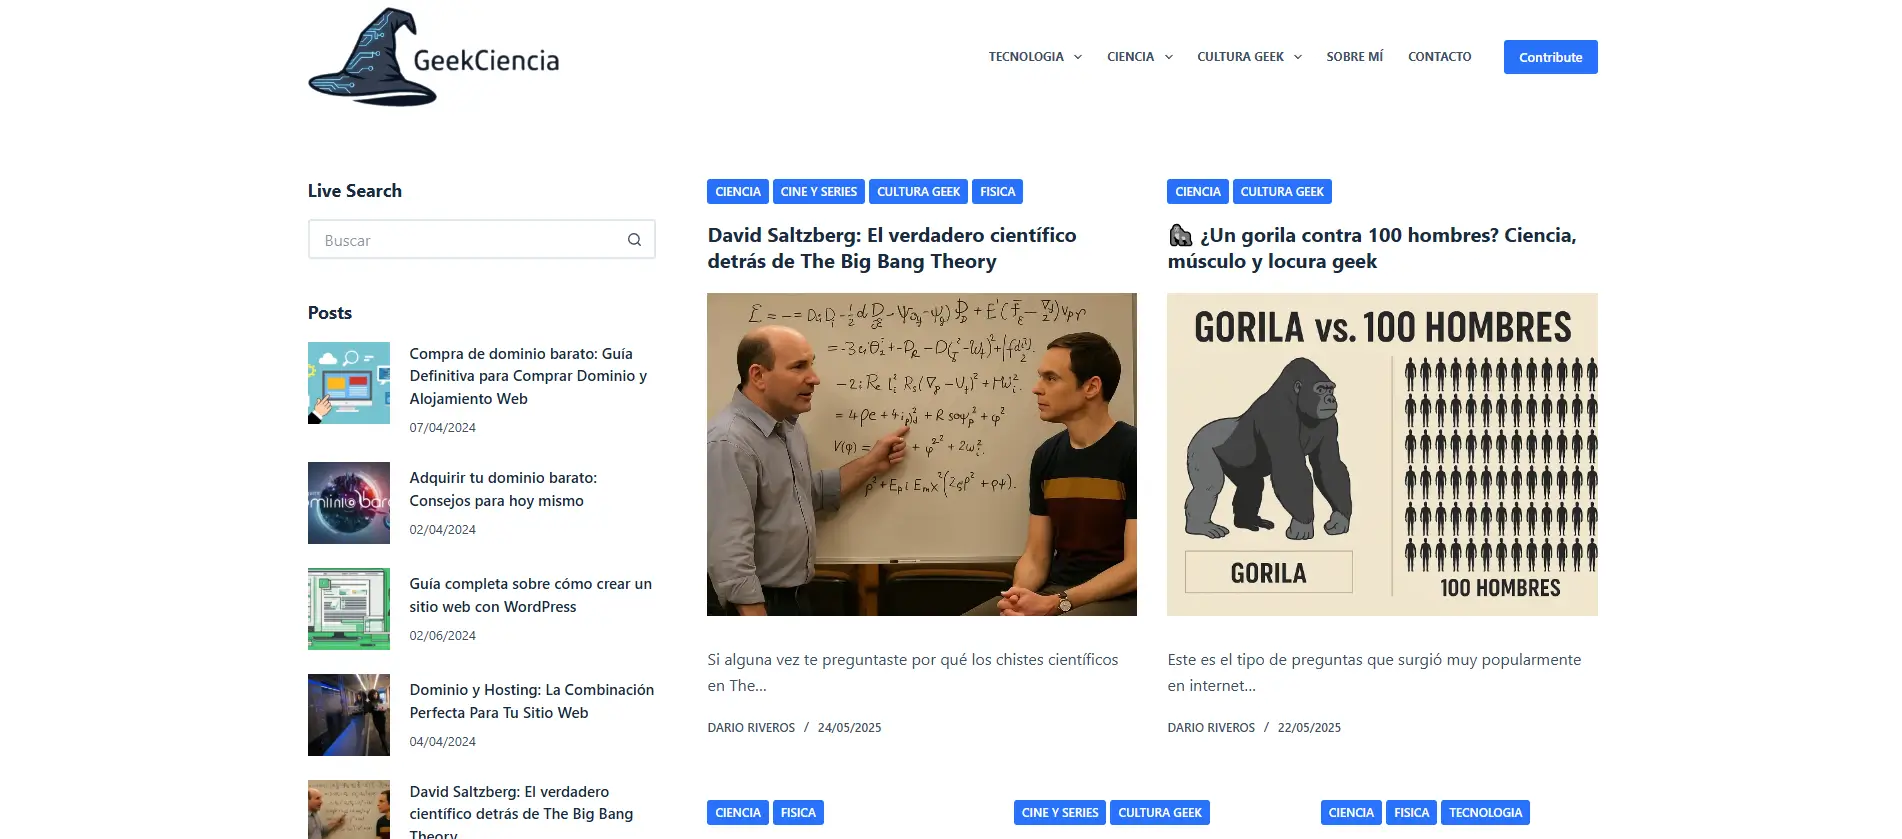 GeekCiencia
TECNOLOGIA
CIENCIA
CULTURA GEEK
SOBRE MÍ
CONTACTO
Contribute
Live Search
Buscar
Posts
Compra de dominio barato: Guía
Definitiva para Comprar Dominio y
Alojamiento Web
07/04/2024
Adquirir tu dominio barato:
Consejos para hoy mismo
02/04/2024
Guía completa sobre cómo crear un
sitio web con WordPress
02/06/2024
Dominio y Hosting: La Combinación
Perfecta Para Tu Sitio Web
04/04/2024
David Saltzberg: El verdadero
científico detrás de The Big Bang
Theory
CIENCIA CINE Y SERIES CULTURA GEEK FISICA
David Saltzberg: El verdadero científico
detrás de The Big Bang Theory
Si alguna vez te preguntaste por qué los chistes científicos
en The...
DARIO RIVEROS / 24/05/2025
CIENCIA CULTURA GEEK
🦍 ¿Un gorila contra 100 hombres? Ciencia,
músculo y locura geek
GORILA vs. 100 HOMBRES
GORILA
100 HOMBRES
Este es el tipo de preguntas que surgió muy popularmente
en internet...
DARIO RIVEROS / 22/05/2025
CIENCIA FISICA
CINE Y SERIES CULTURA GEEK
CIENCIA FISICA TECNOLOGIA